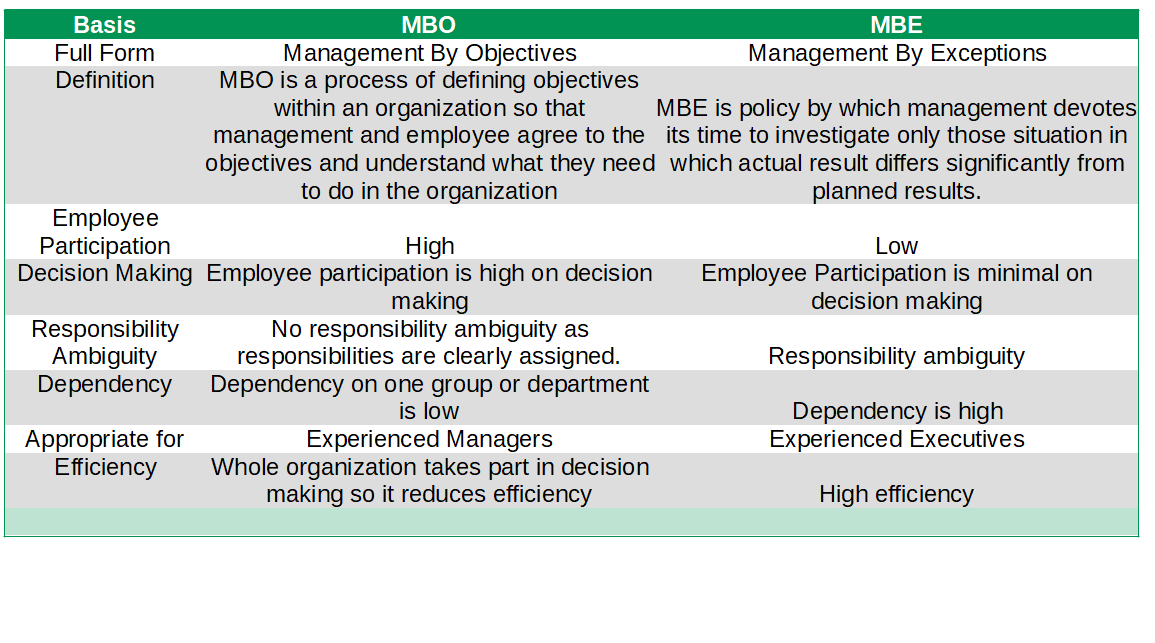 Basis MBO MBE
Full Form Management By Objectives Management By Exceptions
Definition MBO is a process of defining objectives
within an organization so that MBE is policy by which management devotes
management and employee agree to the its time to investigate only those situation in
objectives and understand what they need which actual result differs significantly from
to do in the organization planned results.
Employee
Participation High Low
Decision Making Employee participation is high on decision Employee Participation is minimal on
making decision making
Responsibility No responsibility ambiguity as
Ambiguity responsibilities are clearly assigned. Responsibility ambiguity
Dependency Dependency on one group or department
is low Dependency is high
Appropriate for Experienced Managers Experienced Executives
Efficiency Whole organization takes part in decision
making so it reduces efficiency High efficiency